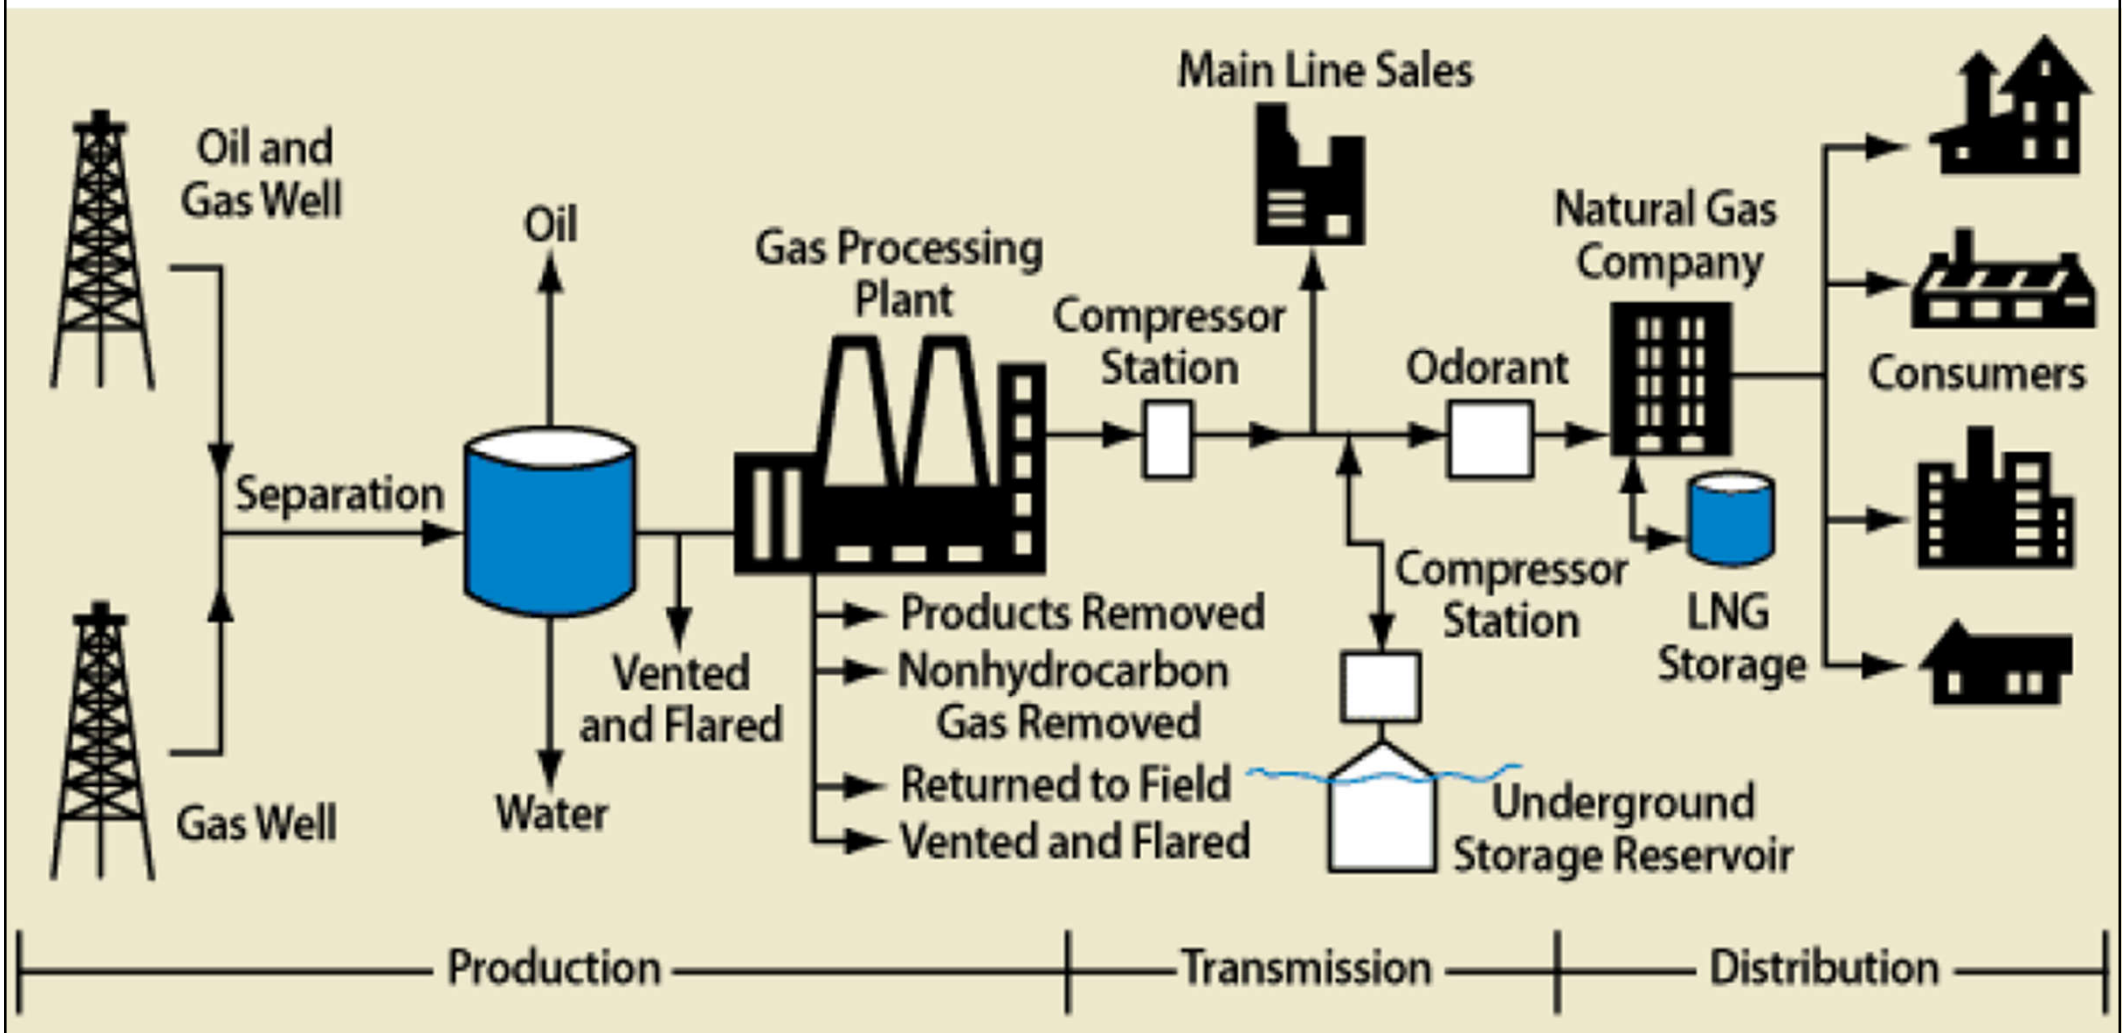 Main Line Sales
Oil and
Gas Well
Oil
Gas Processing
Plant
Compressor
Station
Odorant
Natural Gas
Company
Consumers
Separation
Vented
and Flared
Water
Gas Well
Products Removed
Nonhydrocarbon
Gas Removed
Returned to Field
Vented and Flared
Compressor
Station
LNG
Storage
Underground
Storage Reservoir
Production
Transmission
Distribution